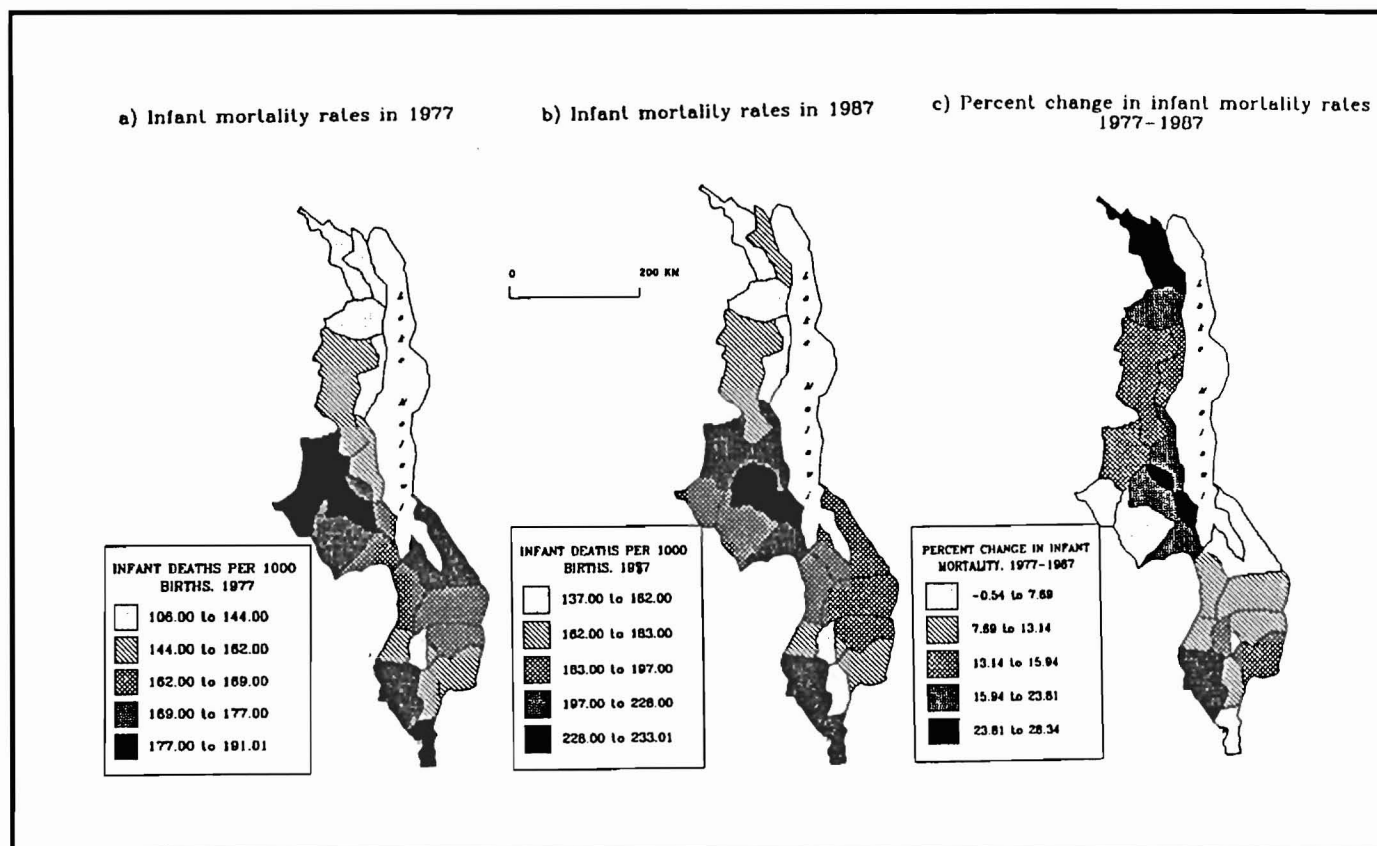 a) Infant mortality rates in 1977
b) Infant mortality rates in 1987
c) Percent change in infant mortality rates
1977-1987
0 200 KM
Lake Malawi
Lake Malawi
Lake Malawi
INFANT DEATHS PER 1000
BIRTHS, 1977
106.00 to 144.00
144.00 to 162.00
162.00 to 169.00
169.00 to 177.00
177.00 to 191.01
INFANT DEATHS PER 1000
BIRTHS, 1987
137.00 to 162.00
162.00 to 183.00
183.00 to 197.00
197.00 to 228.00
228.00 to 233.01
PERCENT CHANGE IN INFANT
MORTALITY, 1977-1987
-0.54 to 7.69
7.69 to 13.14
13.14 to 15.94
15.94 to 23.81
23.81 to 28.34